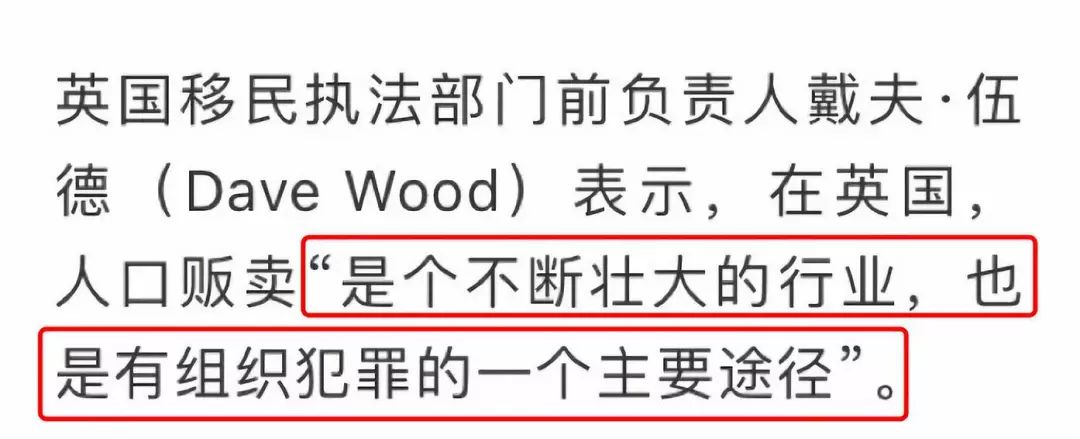 英国移民执法部门前负责人戴夫·伍
德（Dave Wood）表示，在英国，
人口贩卖“是个不断壮大的行业，也
是有组织犯罪的一个主要途径”。